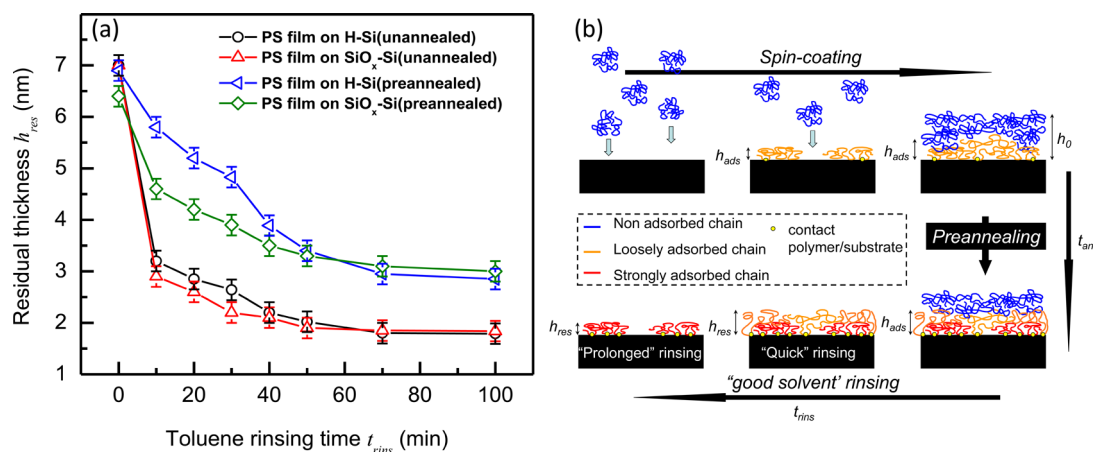 (a)
PS film on H-Si(unannealed)
PS film on SiOx-Si(unannealed)
PS film on H-Si(preannealed)
PS film on SiOx-Si(preannealed)
Residual thickness hres (nm)
7
6
5
4
3
2
1
0 20 40 60 80 100
Toluene rinsing time trins (min)
(b)
Spin-coating
hads
hads
h0
Non adsorbed chain
Loosely adsorbed chain
Strongly adsorbed chain
contact
polymer/substrate
Preannealing
tan
hres
hres
hads
"Prolonged" rinsing
"Quick" rinsing
"good solvent' rinsing
trins